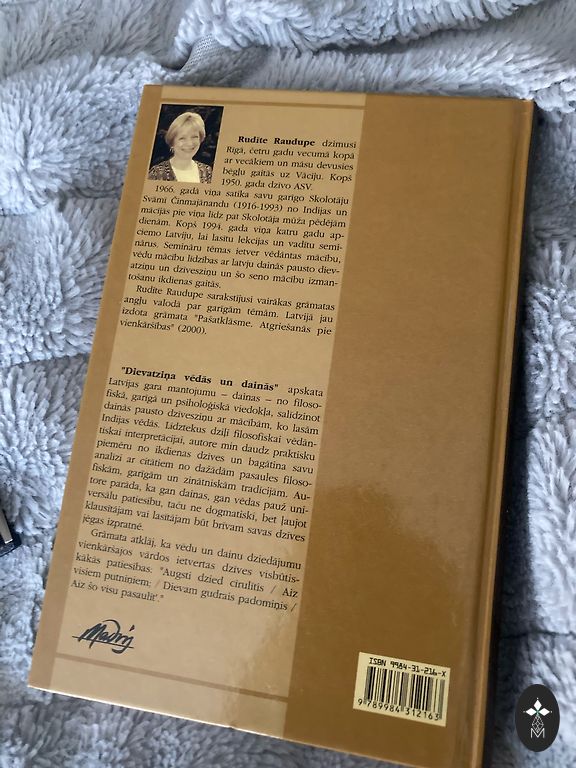 Rudīte Raudupe dzimusi
Rīgā, četru gadu vecumā kopā
ar vecākiem un māsu devusies
bēgļu gaitās uz Vāciju. Kopš
1950. gada dzīvo ASV.
1966. gadā viņa satika savu garīgo Skolotāju
Svāmi Činmajānandu (1916-1993) no Indijas un
mācījās pie viņa līdz pat Skolotāja mūža pēdējām
dienām. Kopš 1994. gada viņa katru gadu ap-
ciemo Latviju, lai lasītu lekcijas un vadītu semi-
nārus. Semināru tēmas ietver vēdāntas mācību,
vēdu mācību līdzības ar latvju dainās pausto diev-
atziņu un dzīvesziņu un šo seno mācību izman-
tošanu ikdienas gaitās.
Rudīte Raudupe sarakstījusi vairākas grāmatas
angļu valodā par garīgām tēmām. Latvijā jau
izdota grāmata "Pašatklāsme. Atgriešanās pie
vienkāršības" (2000).
"Dievatziņa vēdās un dainās" apskata
Latvijas gara mantojumu – dainas – no filoso-
fiskā, garīgā un psiholoģiskā viedokļa, salīdzinot
dainās pausto dzīvesziņu ar mācībām, ko lasām
Indijas vēdās. Līdztekus dziļi filosofiskai vēdān-
tiskai interpretācijai, autore min daudz praktisku
piemēru no ikdienas dzīves un bagātina savu
analīzi ar citātiem no dažādām pasaules filoso-
fiskām, garīgām un zinātniskām tradīcijām. Au-
tore parāda, ka gan dainas, gan vēdas pauž uni-
versālu patiesību, taču ne dogmatiski, bet ļaujot
klausītājam vai lasītājam būt brīvam savas dzīves
jēgas izpratnē.
Grāmata atklāj, ka vēdu un dainu dziedājumu
vienkāršajos vārdos ietvertas dzīves visbūtis-
kākās patiesības: "Augsti dzied cīrulītis / Aiz
visiem putniņiem; / Dievam gudrais padomiņis /
Aiz šo visu pasaulīt'."
Madris
ISBN 9984-31-216-X
9 789984 312163
M